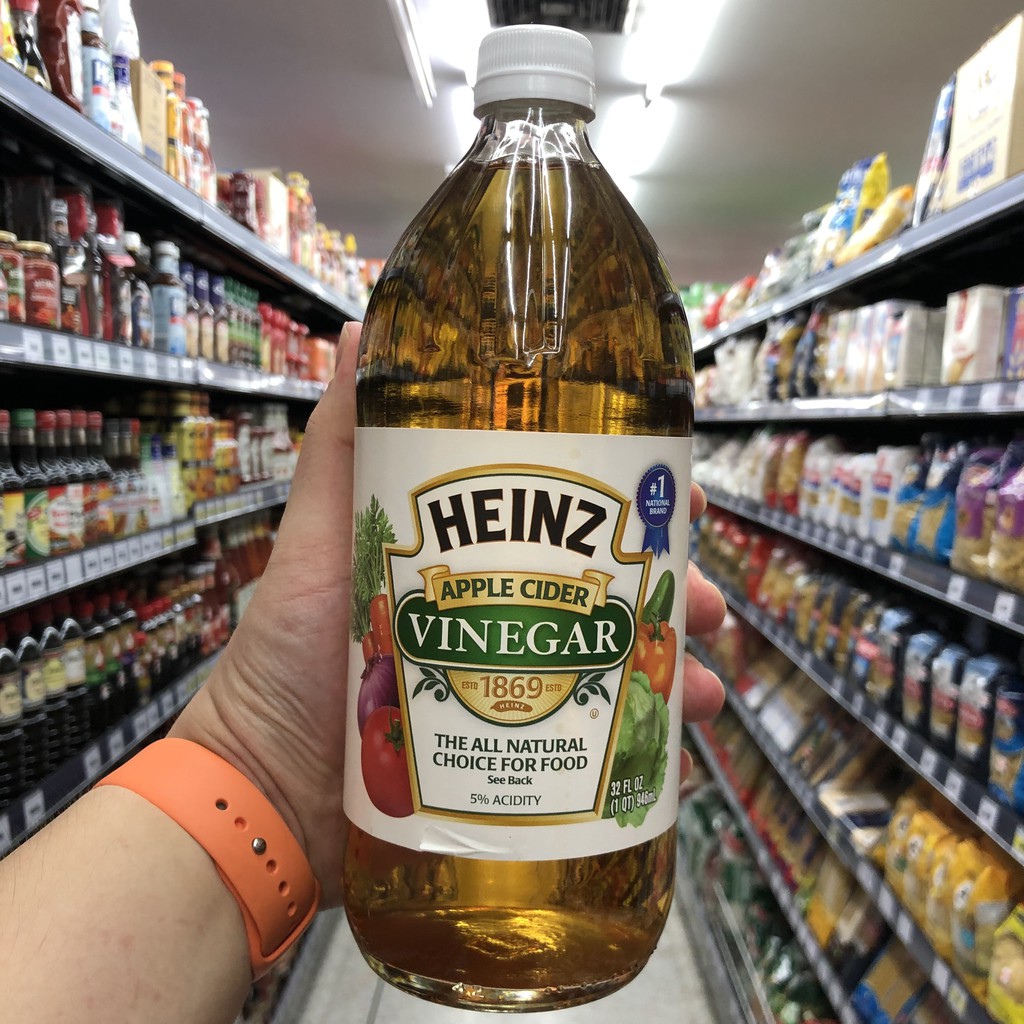 HEINZ
#1
NATIONAL
BRAND
APPLE CIDER
VINEGAR
ESTD 1869 ESTD
HEINZ
U
THE ALL NATURAL
CHOICE FOR FOOD
See Back
5% ACIDITY
32 FL OZ
(1 QT) 946mL